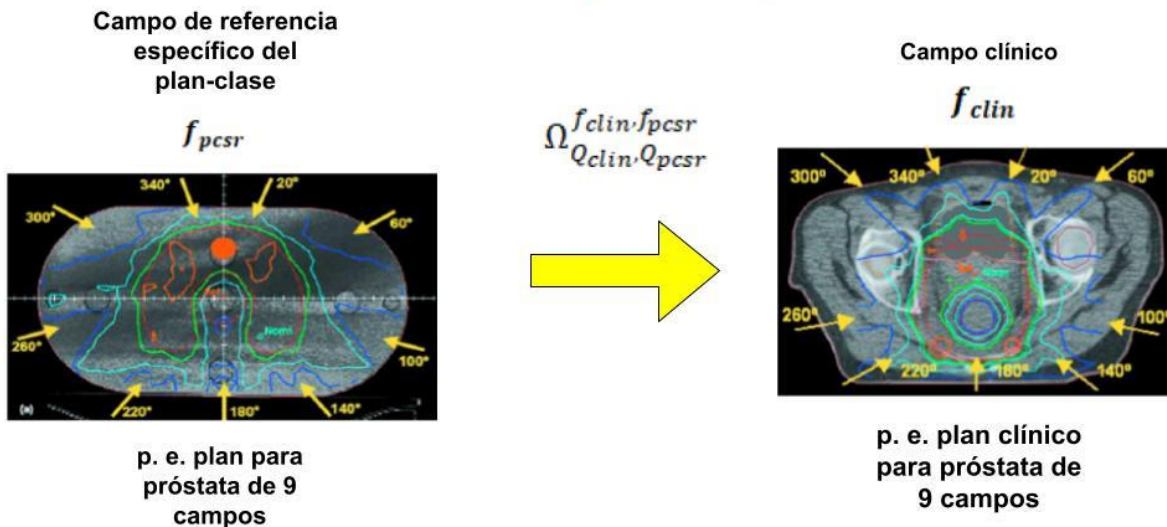 Campo de referencia
específico del
plan-clase
f_pcsr
340°
20°
300°
60°
Nomi
260°
100°
(a)
220°
180°
140°
p. e. plan para
próstata de 9
campos
Ω^{f_clin, f_pcsr}_{Q_clin, Q_pcsr}
Campo clínico
f_clin
300°
340°
20°
60°
260°
100°
220°
180°
140°
p. e. plan clínico
para próstata de
9 campos